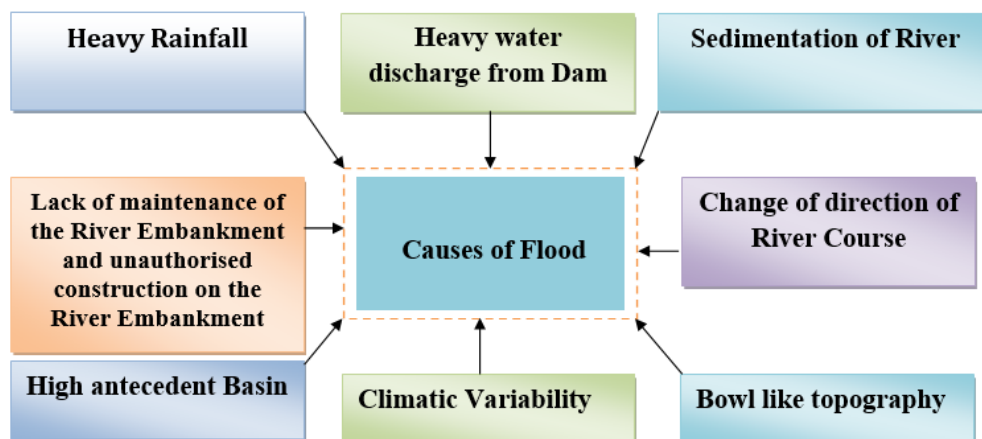 Heavy Rainfall
Heavy water
discharge from Dam
Sedimentation of River
Lack of maintenance of
the River Embankment
and unauthorised
construction on the
River Embankment
Causes of Flood
Change of direction of
River Course
High antecedent Basin
Climatic Variability
Bowl like topography